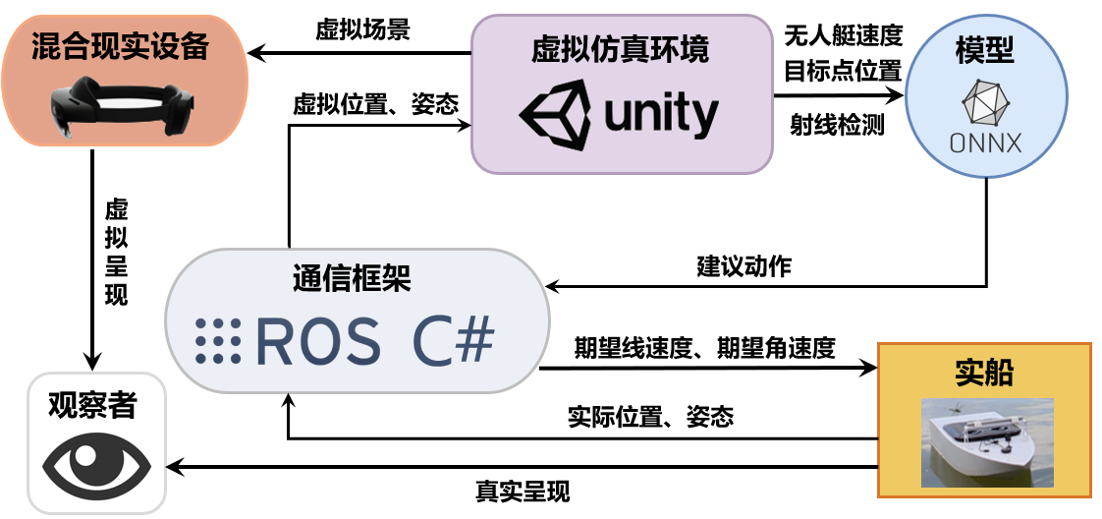 混合现实设备
虚拟场景
虚拟仿真环境
unity
无人艇速度
目标点位置
射线检测
模型
ONNX
虚拟位置、姿态
虚拟呈现
建议动作
通信框架
ROS C#
期望线速度、期望角速度
实船
实际位置、姿态
观察者
真实呈现